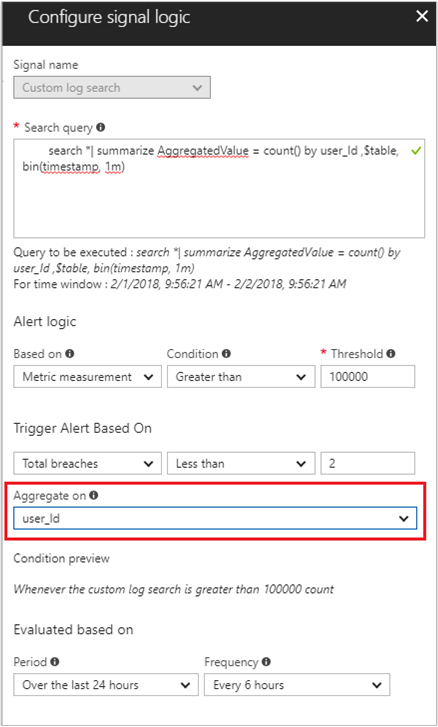 Configure signal logic
Signal name
Custom log search
* Search query
search *| summarize AggregatedValue = count() by user_Id ,$table,
bin(timestamp, 1m)
Query to be executed : search *| summarize AggregatedValue = count() by
user_Id ,$table, bin(timestamp, 1m)
For time window : 2/1/2018, 9:56:21 AM - 2/2/2018, 9:56:21 AM
Alert logic
Based on Condition * Threshold
Metric measurement Greater than 100000
Trigger Alert Based On
Total breaches Less than 2
Aggregate on
user_Id
Condition preview
Whenever the custom log search is greater than 100000 count
Evaluated based on
Period Frequency
Over the last 24 hours Every 6 hours